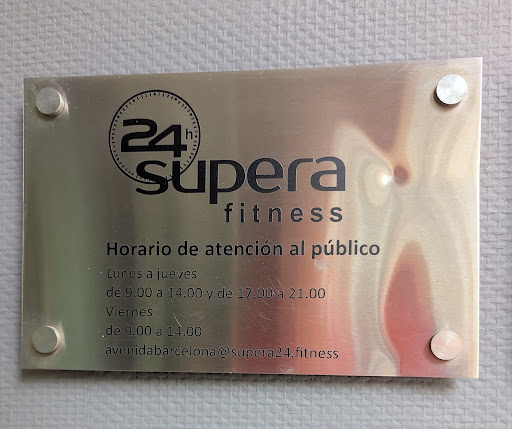 24h
supera
fitness
Horario de atención al público
Lunes a jueves
de 9.00 a 14.00 y de 17.00 a 21.00
Viernes
de 9.00 a 14.00
avenidabarcelona@supera24.fitness